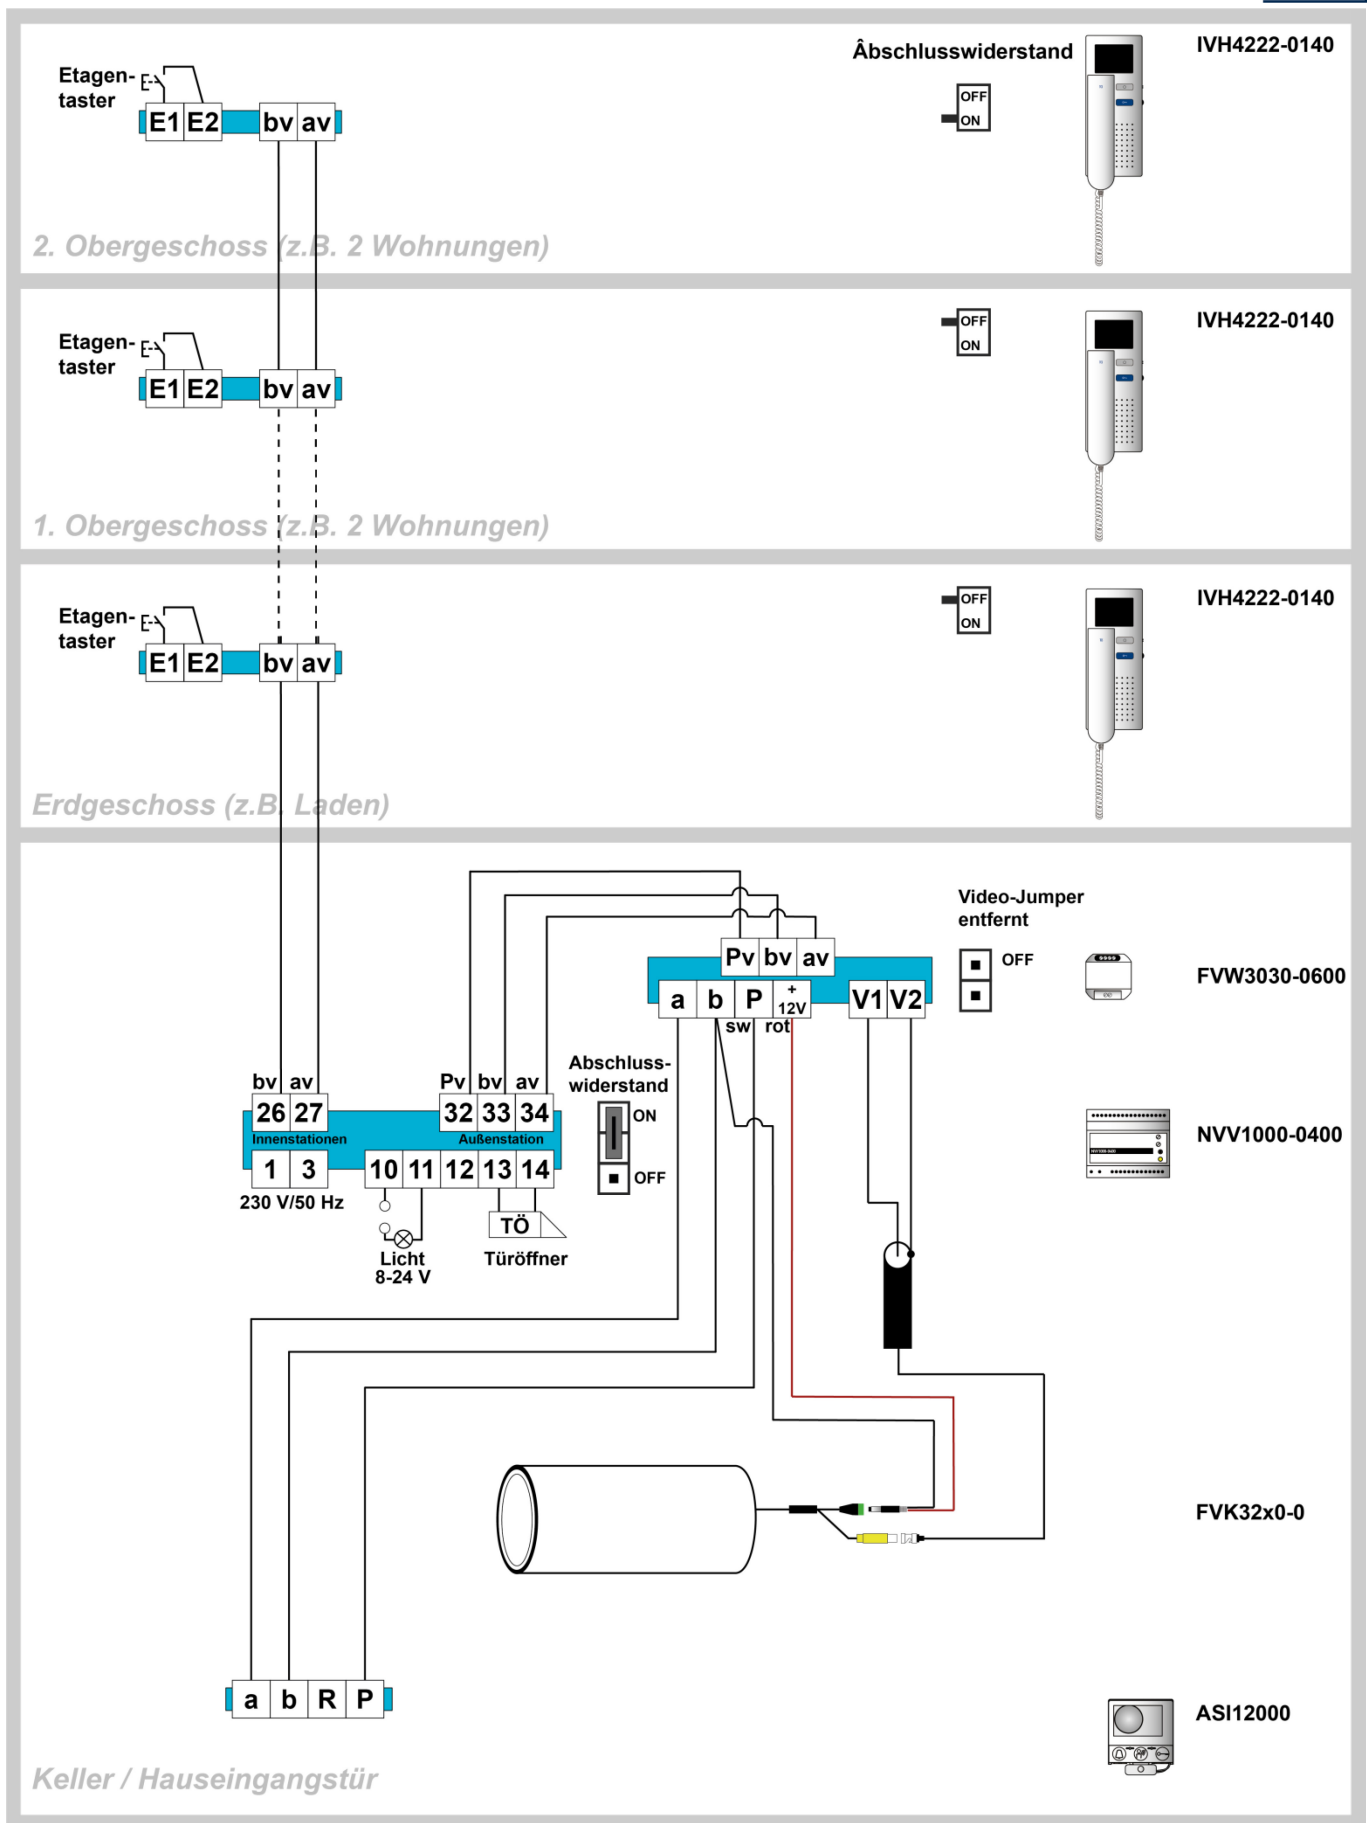 Âbschlusswiderstand
IVH4222-0140
Etagen-
taster
OFF
ON
E1 E2 bv av
2. Obergeschoss (z.B. 2 Wohnungen)
IVH4222-0140
Etagen-
taster
OFF
ON
E1 E2 bv av
1. Obergeschoss (z.B. 2 Wohnungen)
IVH4222-0140
Etagen-
taster
OFF
ON
E1 E2 bv av
Erdgeschoss (z.B. Laden)
Video-Jumper
entfernt
OFF
FVW3030-0600
Pv bv av
a b P + 12V V1 V2
sw rot
Abschluss-
widerstand
ON
OFF
bv av Pv bv av
26 27 32 33 34
Innenstationen Außenstation
1 3 10 11 12 13 14
230 V/50 Hz
TÖ
Licht
8-24 V
Türöffner
NVV1000-0400
FVK32x0-0
a b R P
ASI12000
Keller / Hauseingangstür